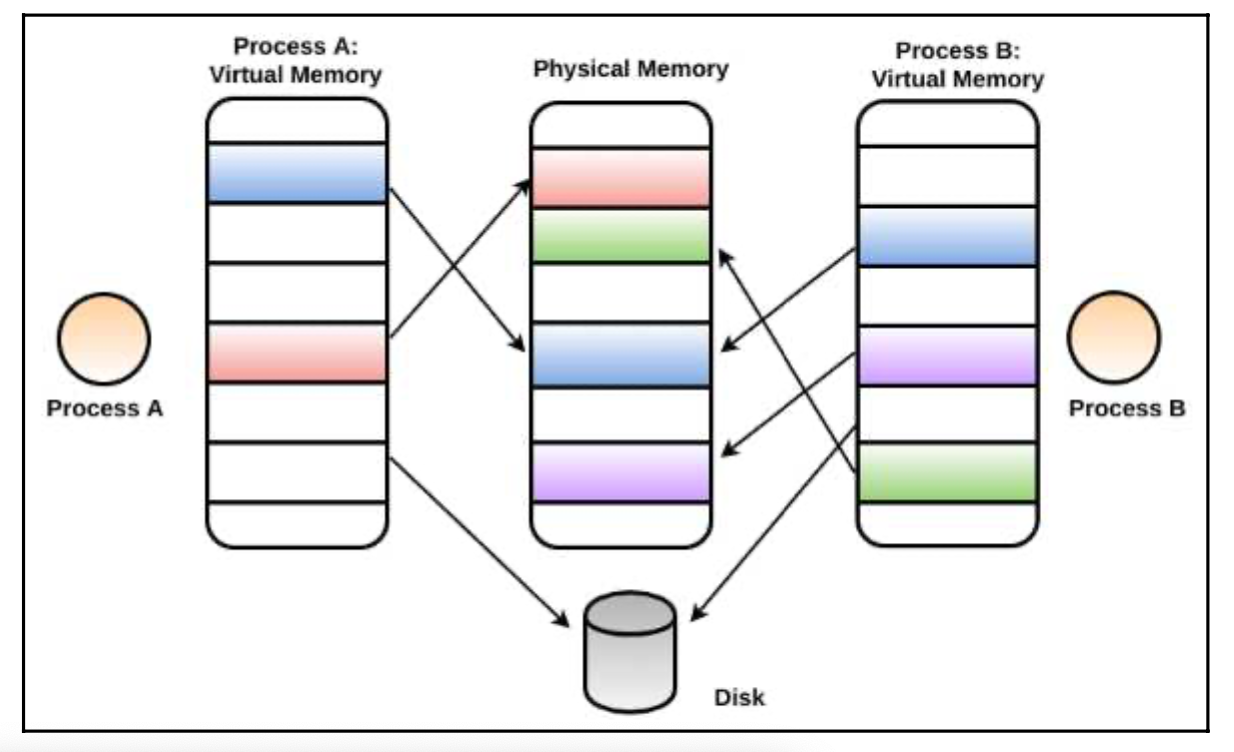 Process A:
Virtual Memory
Physical Memory
Process B:
Virtual Memory
Process A
Process B
Disk